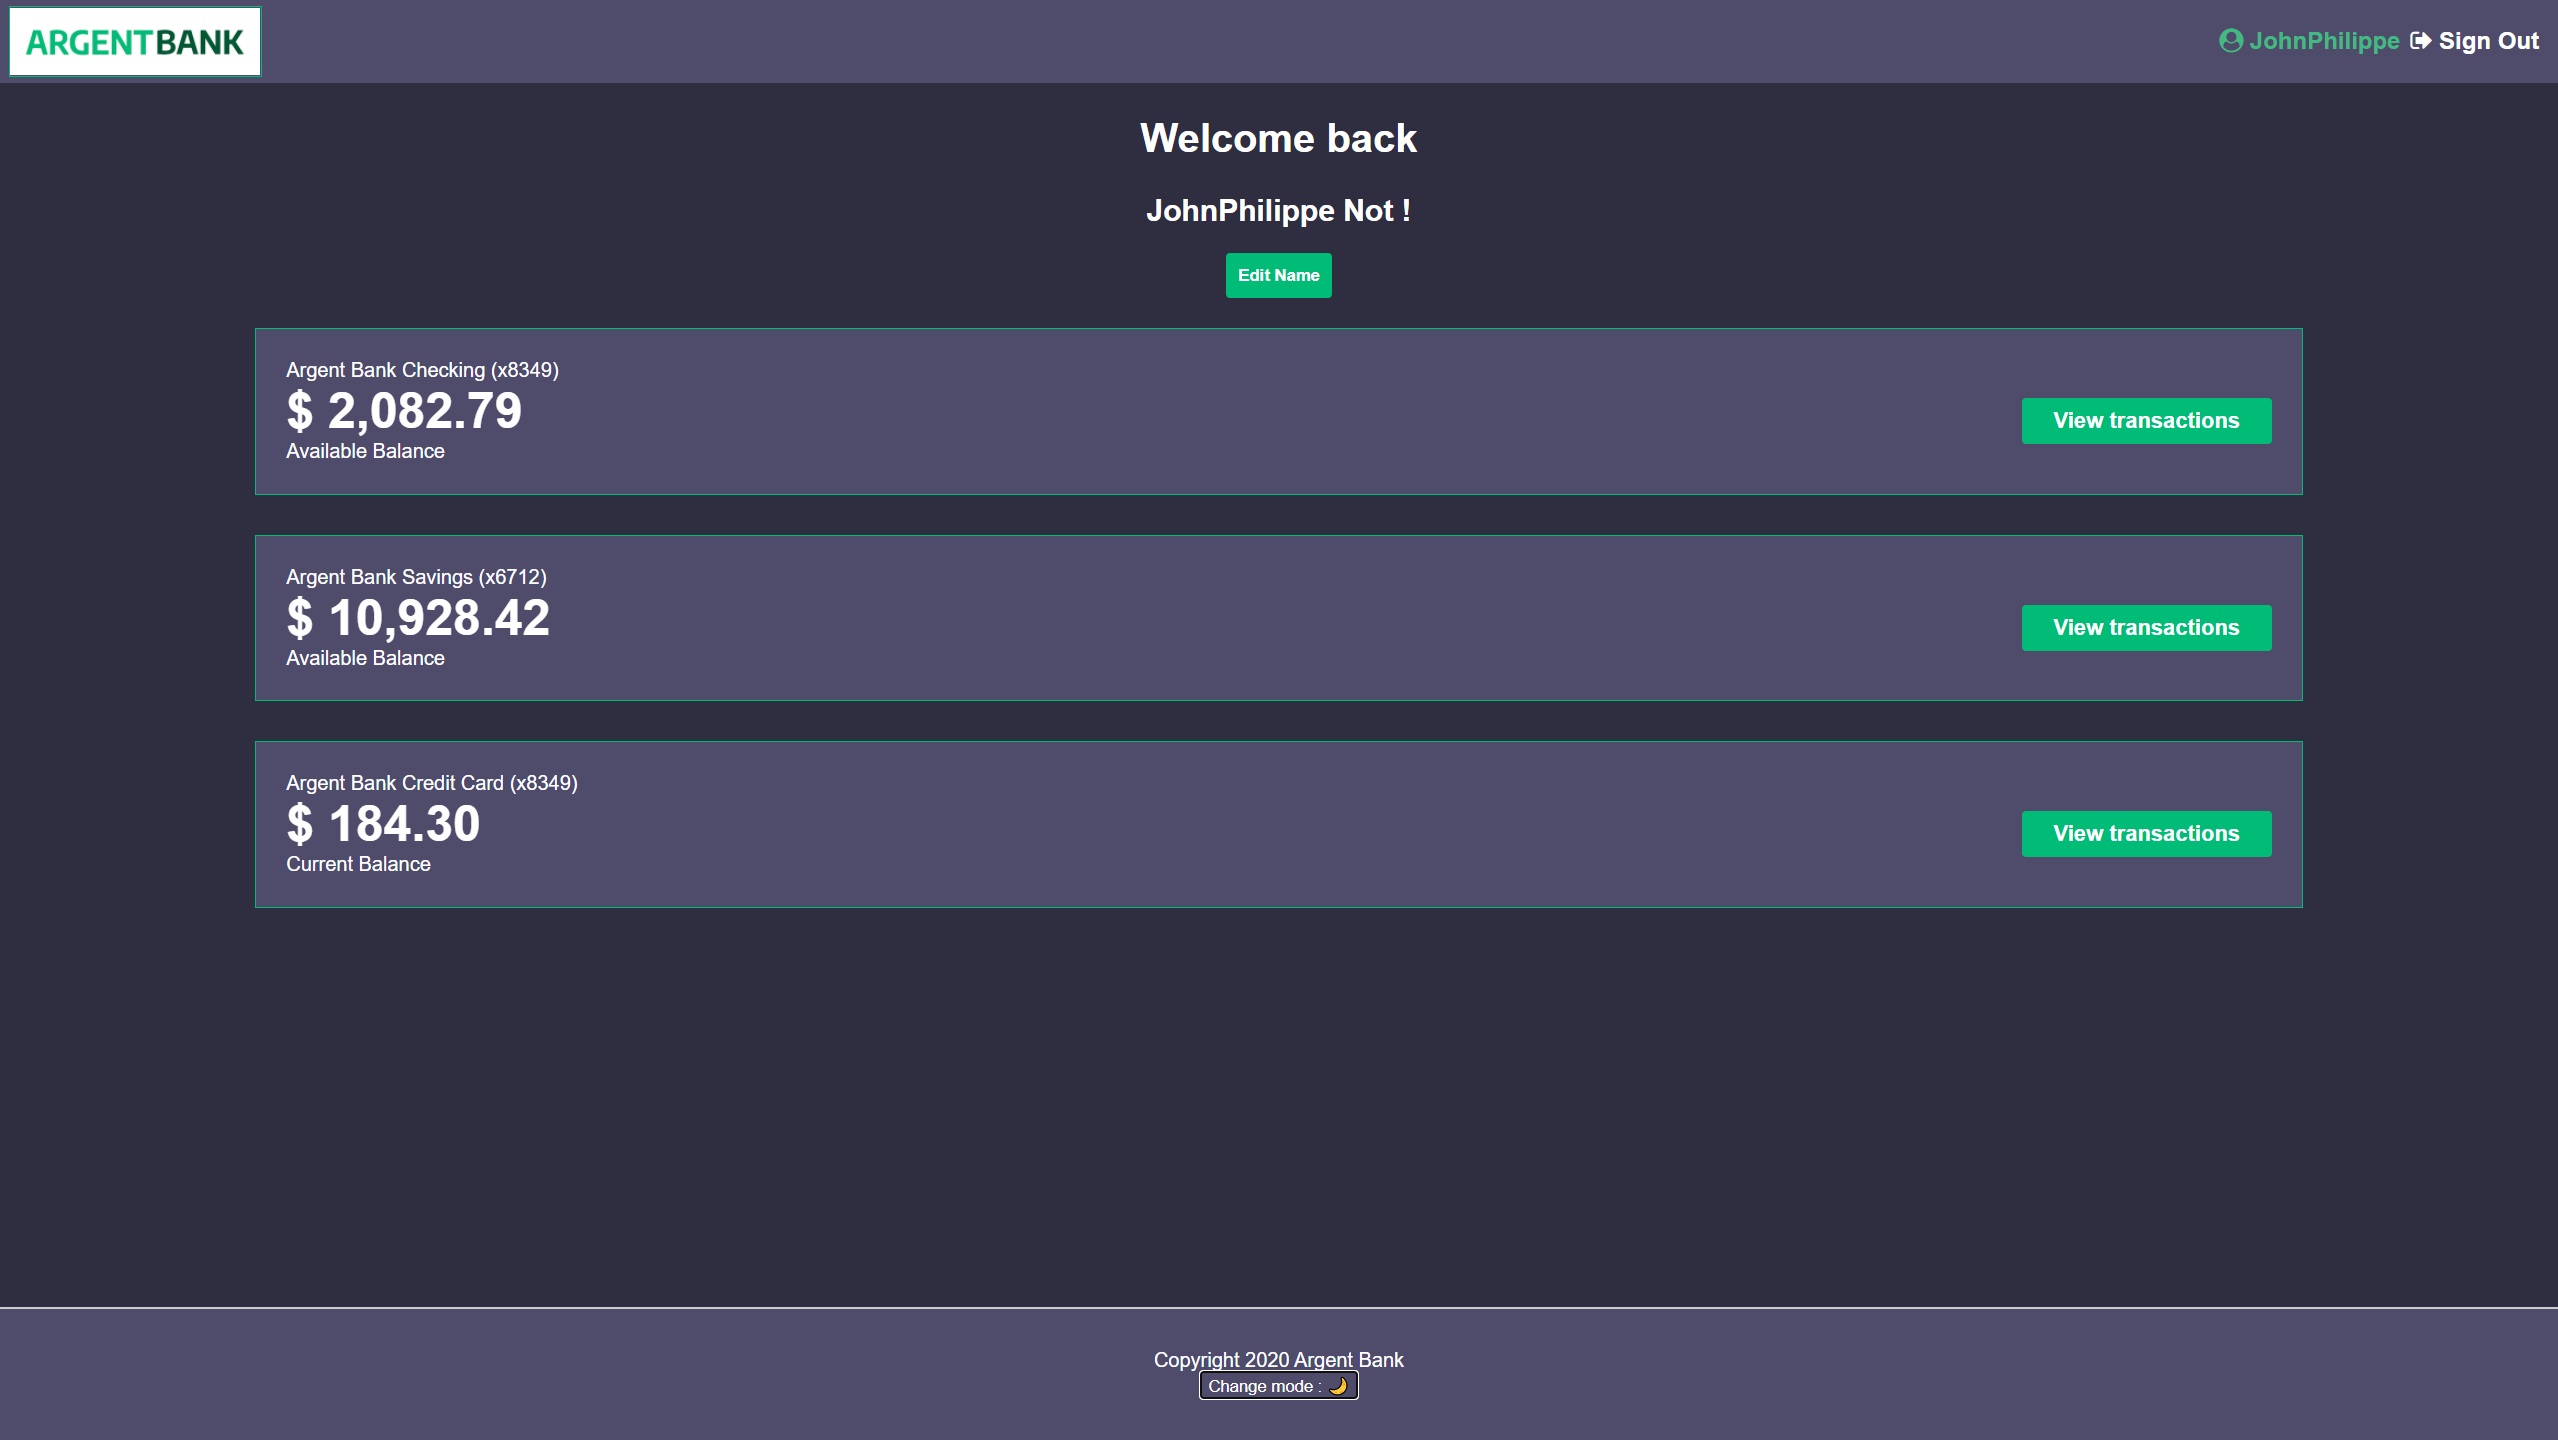 ARGENTBANK
JohnPhilippe Sign Out
Welcome back
JohnPhilippe Not !
Edit Name
Argent Bank Checking (x8349)
$ 2,082.79
Available Balance
View transactions
Argent Bank Savings (x6712)
$ 10,928.42
Available Balance
View transactions
Argent Bank Credit Card (x8349)
$ 184.30
Current Balance
View transactions
Copyright 2020 Argent Bank
Change mode : 🌙